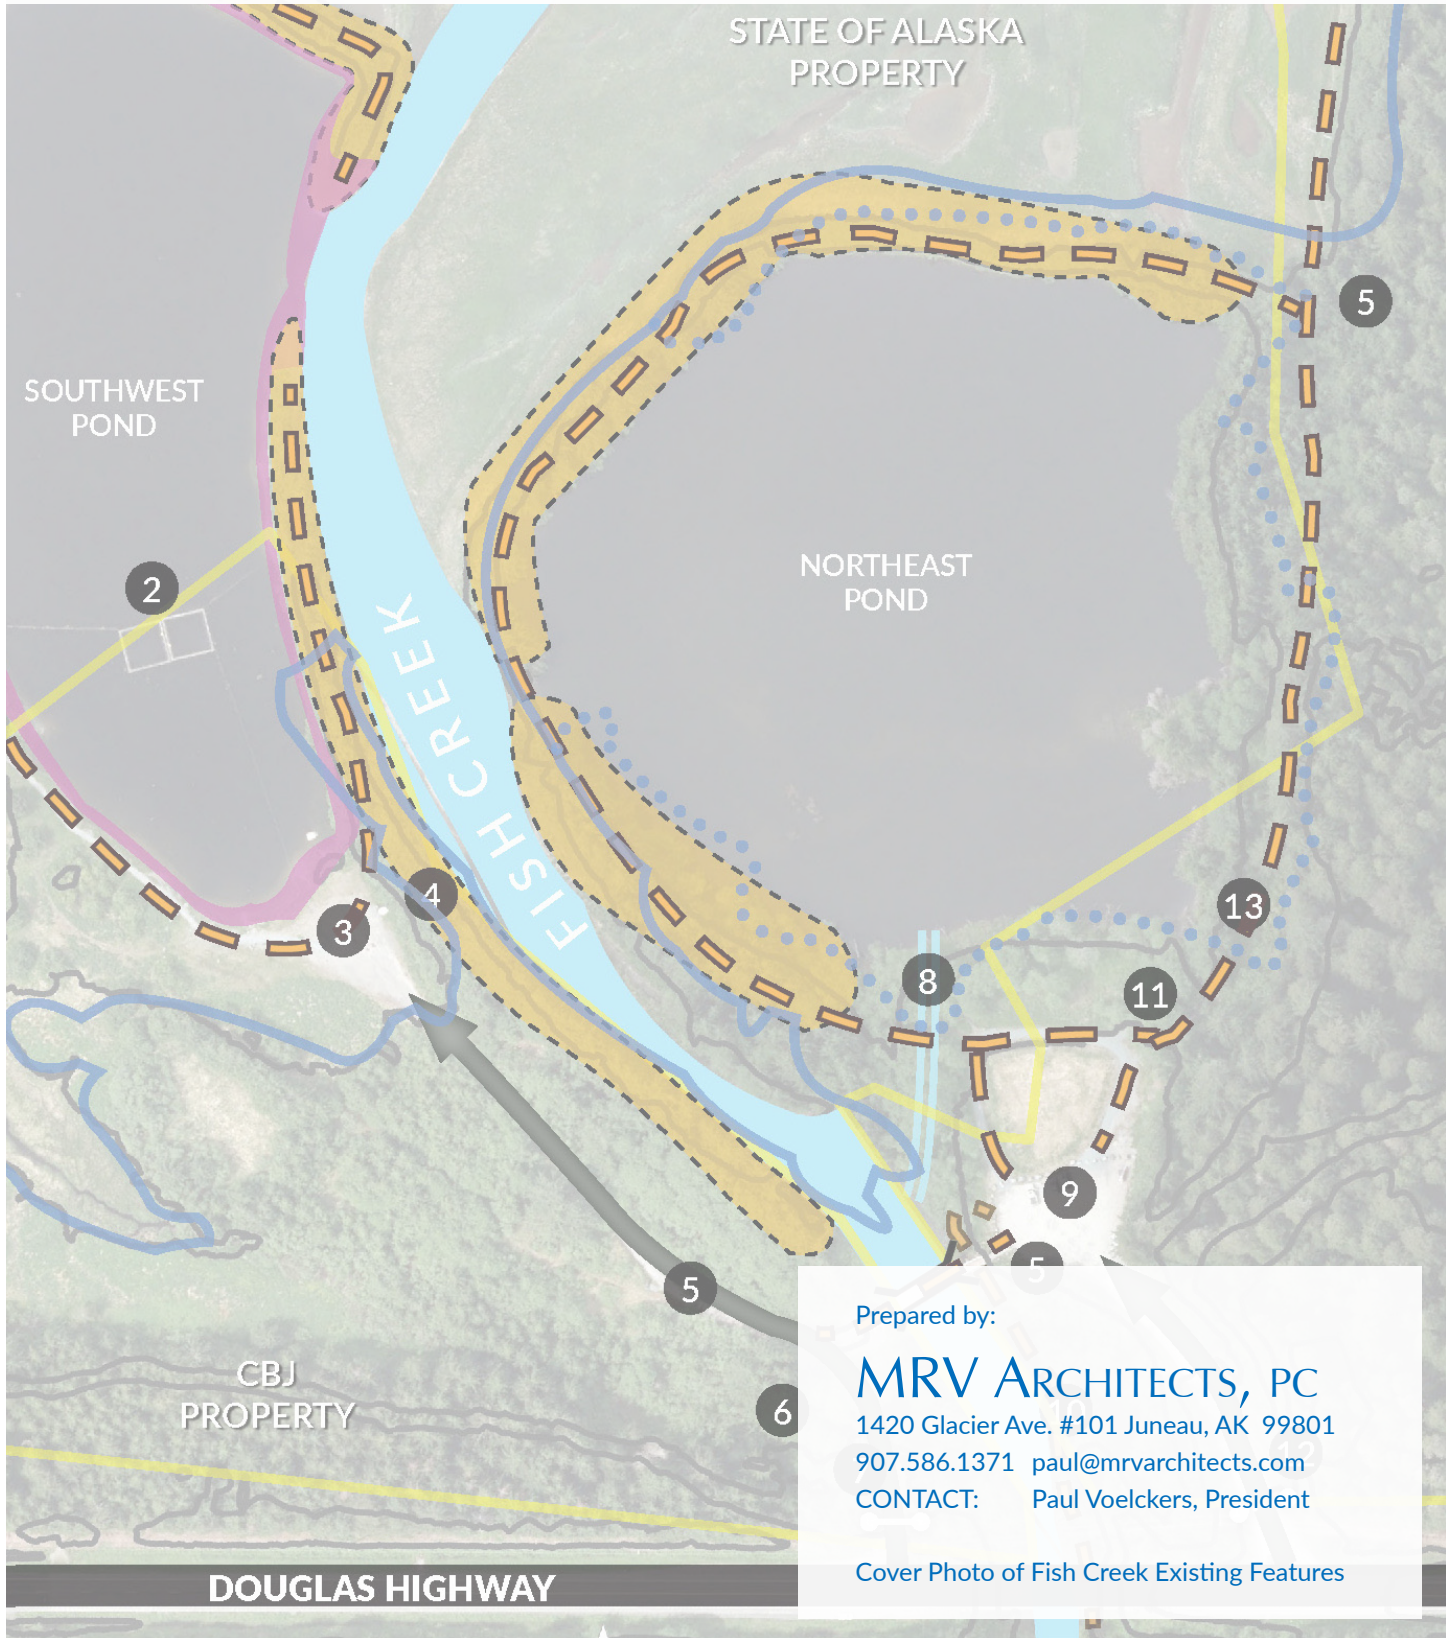 STATE OF ALASKA
PROPERTY
5
SOUTHWEST
POND
NORTHEAST
POND
2
FISH CREEK
4
3
13
8
11
9
5
5
CBJ
PROPERTY
6
Prepared by:
MRV ARCHITECTS, PC
10
1420 Glacier Ave. #101 Juneau, AK 99801
907.586.1371 paul@mrvarchitects.com
12
CONTACT: Paul Voelckers, President
Cover Photo of Fish Creek Existing Features
DOUGLAS HIGHWAY